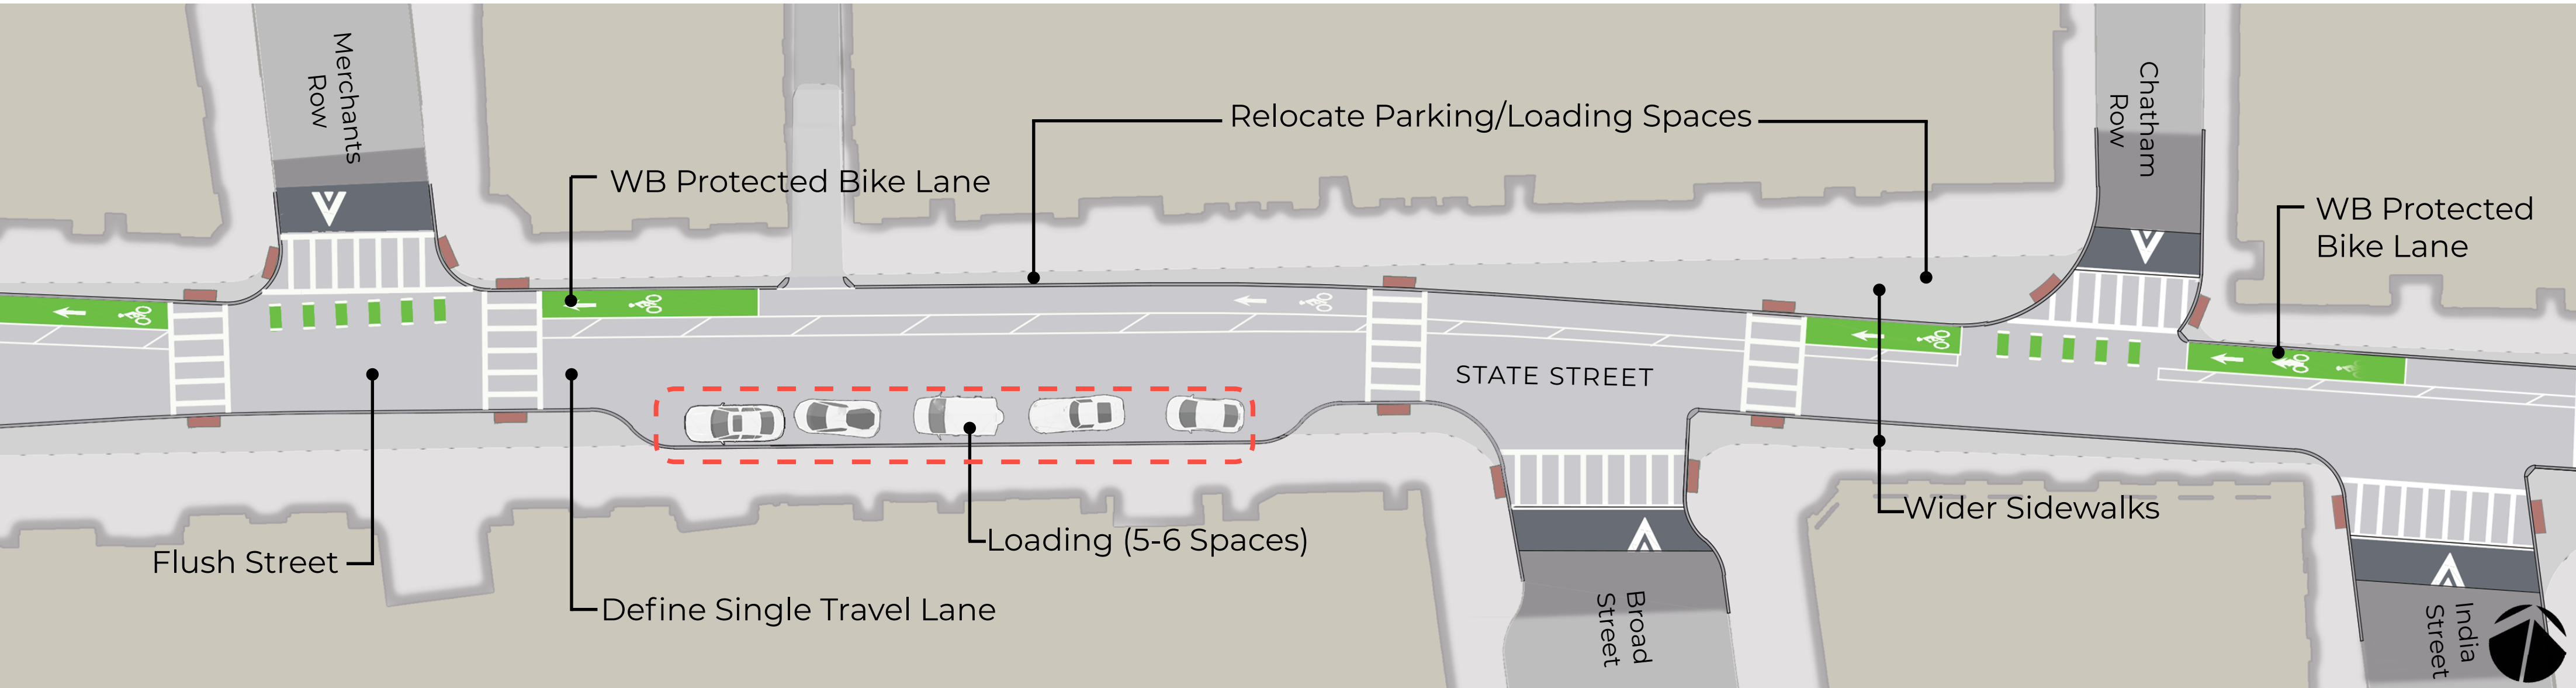 Merchants
Row
Chatham
Row
Relocate Parking/Loading Spaces
WB Protected Bike Lane
WB Protected
Bike Lane
STATE STREET
Wider Sidewalks
Loading (5-6 Spaces)
Flush Street
Define Single Travel Lane
Broad
Street
India
Street